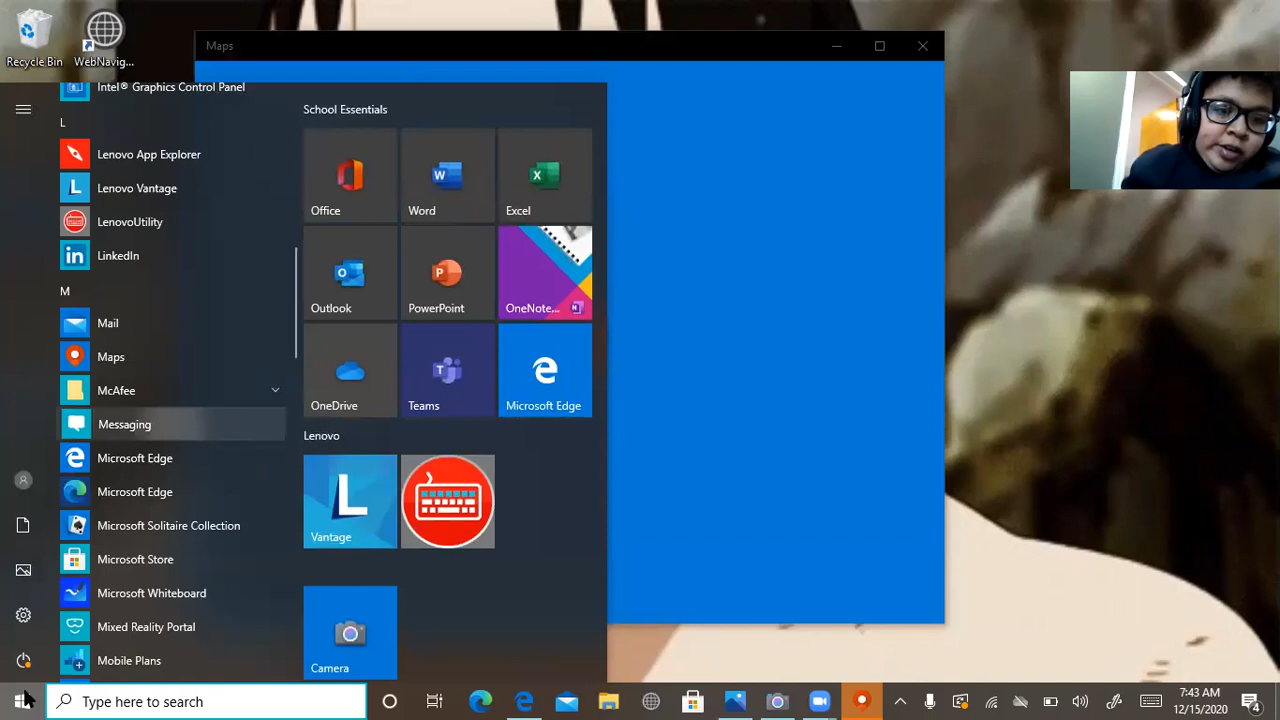 Recycle Bin
WebNavig...
Maps
Intel® Graphics Control Panel
L
Lenovo App Explorer
Lenovo Vantage
LenovoUtility
LinkedIn
M
Mail
Maps
McAfee
Messaging
Microsoft Edge
Microsoft Edge
Microsoft Solitaire Collection
Microsoft Store
Microsoft Whiteboard
Mixed Reality Portal
Mobile Plans
School Essentials
Office
Word
Excel
Outlook
PowerPoint
OneNote...
OneDrive
Teams
Microsoft Edge
Lenovo
Vantage
Camera
Type here to search
7:43 AM
12/15/2020
4